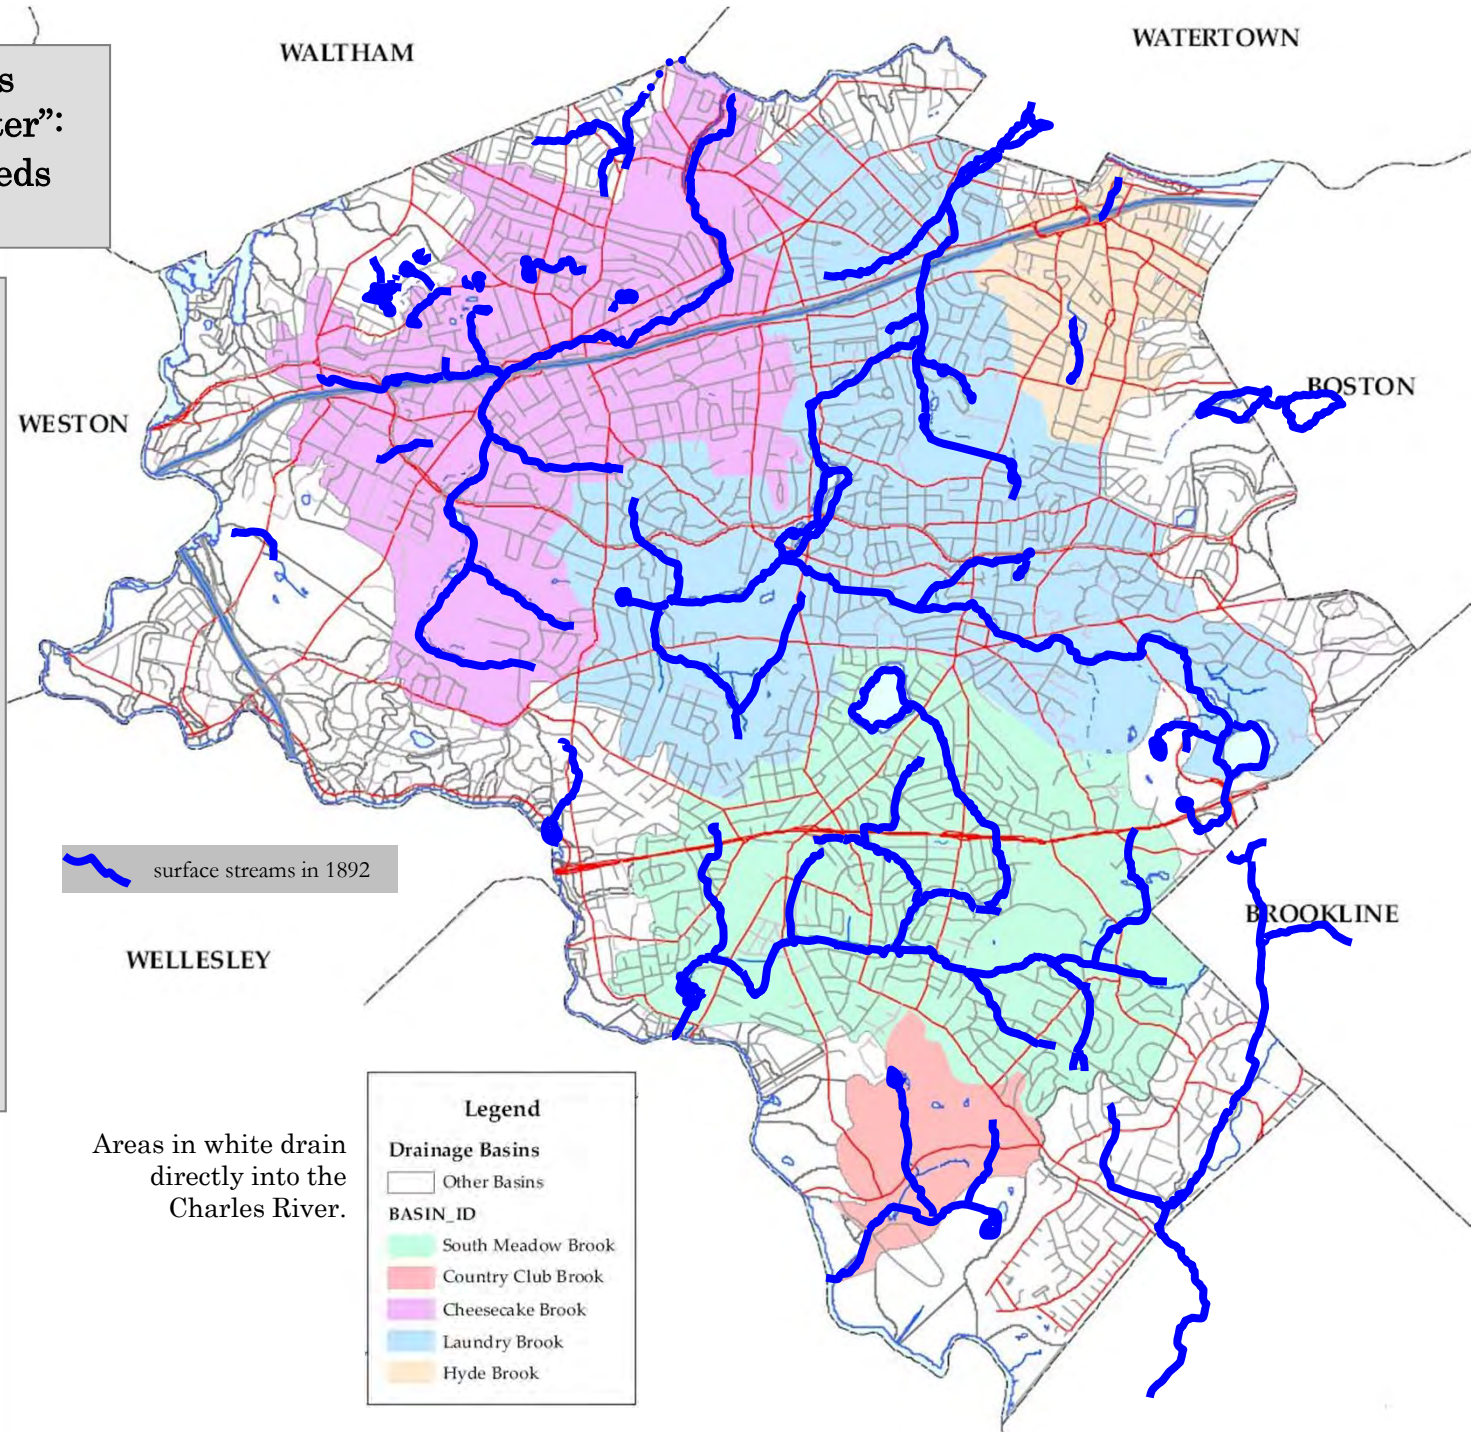 WALTHAM
WATERTOWN
s
er”:
eds
WESTON
BOSTON
surface streams in 1892
BROOKLINE
WELLESLEY
Areas in white drain
directly into the
Charles River.
Legend
Drainage Basins
Other Basins
BASIN_ID
South Meadow Brook
Country Club Brook
Cheesecake Brook
Laundry Brook
Hyde Brook